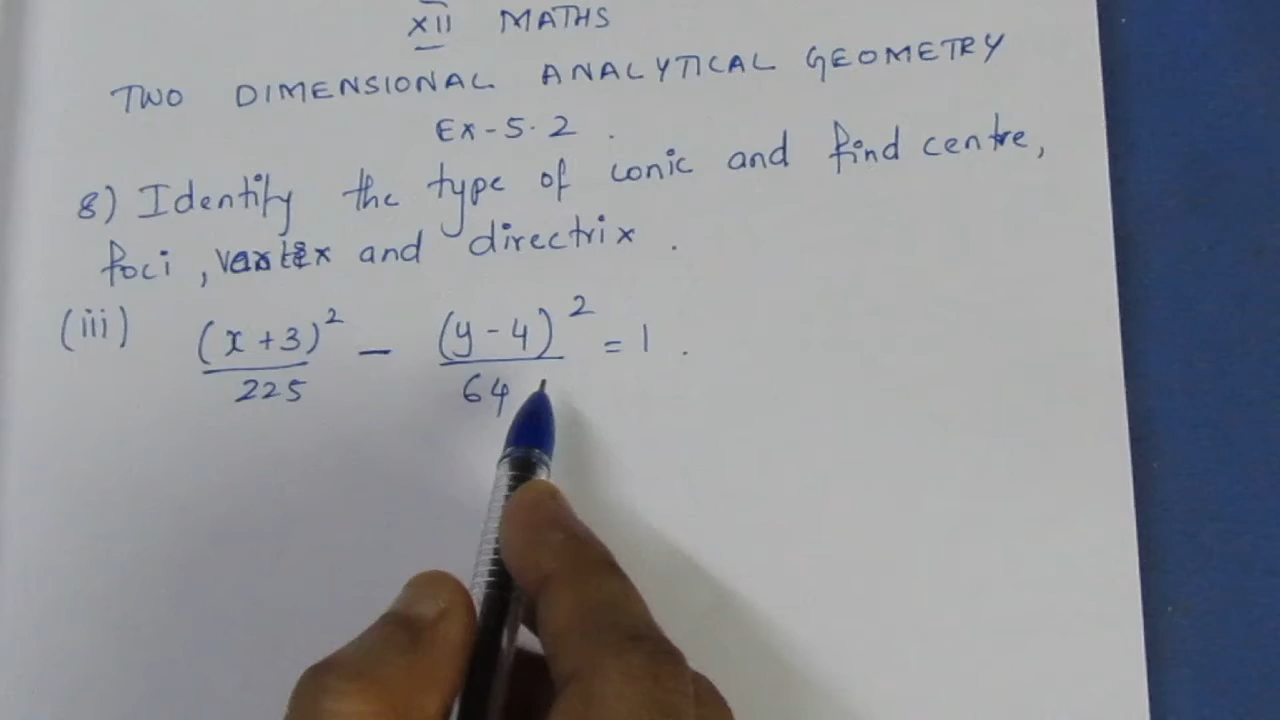 XII MATHS
TWO DIMENSIONAL ANALYTICAL GEOMETRY
Ex-5.2.
8) Identify the type of conic and find centre,
foci, vertex and directrix.
(iii) (x+3)²/225 - (y-4)²/64 = 1.